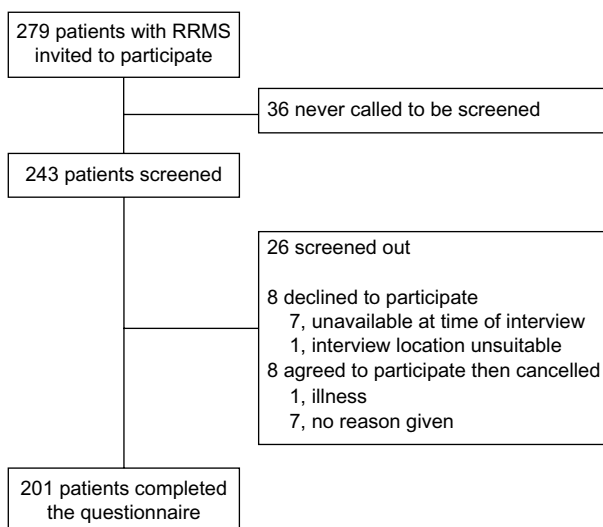 279 patients with RRMS
invited to participate
36 never called to be screened
243 patients screened
26 screened out
8 declined to participate
7, unavailable at time of interview
1, interview location unsuitable
8 agreed to participate then cancelled
1, illness
7, no reason given
201 patients completed
the questionnaire